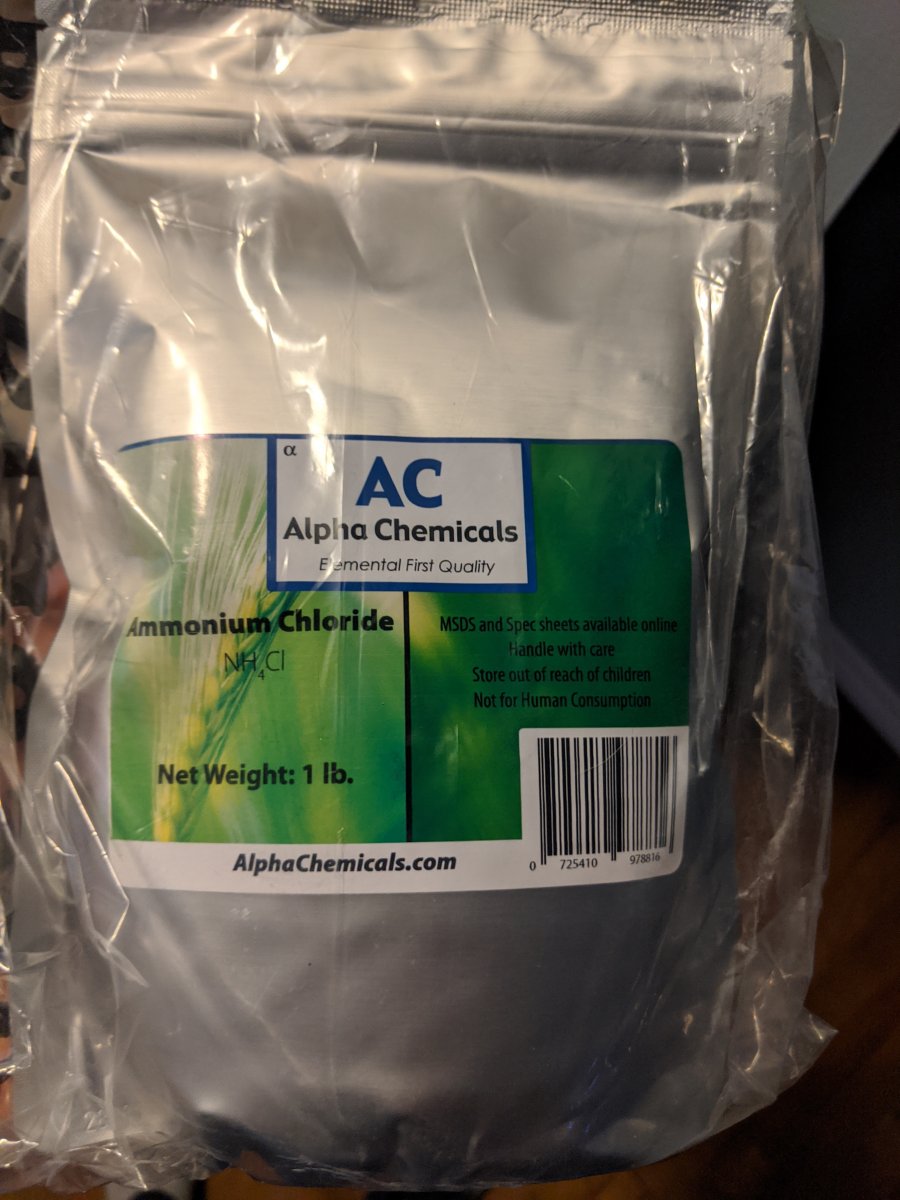 α
AC
Alpha Chemicals
Elemental First Quality
Ammonium Chloride
NH₄Cl
Net Weight: 1 lb.
MSDS and Spec sheets available online
Handle with care
Store out of reach of children
Not for Human Consumption
0 725410 978816
AlphaChemicals.com